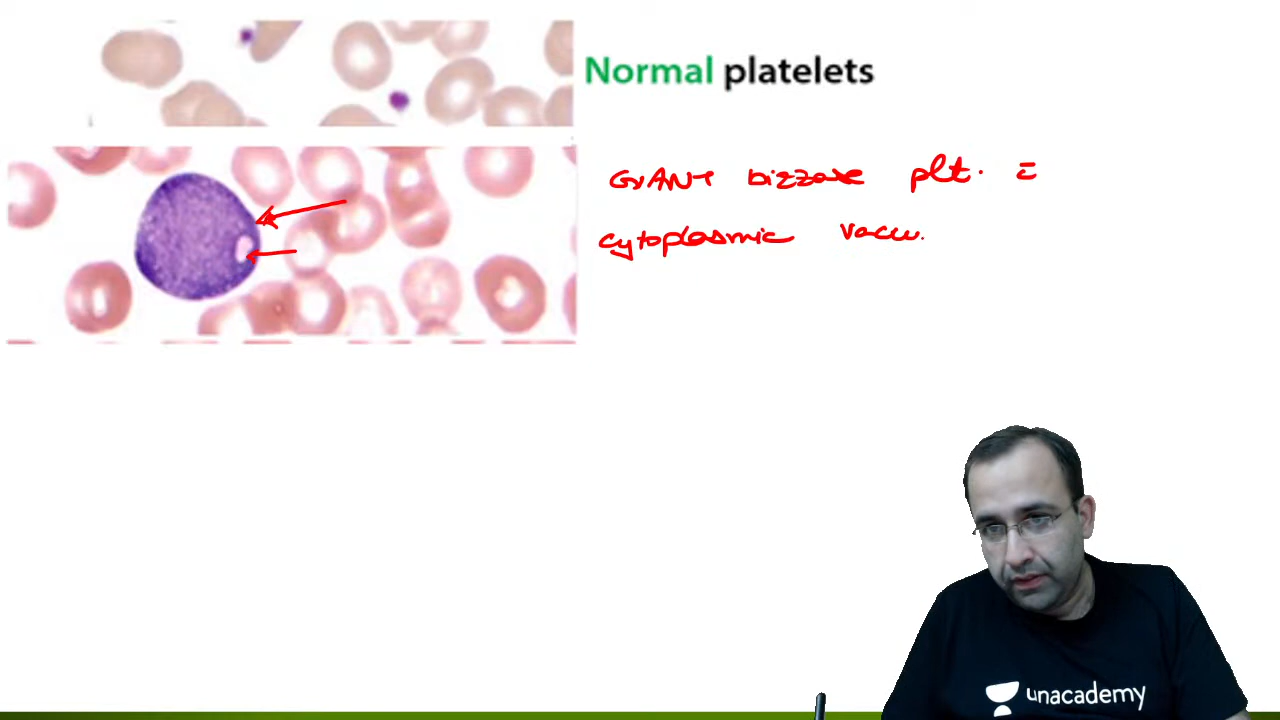 Normal platelets
GIANT bizzare plt. c̄
cytoplasmic vacu.
unacademy